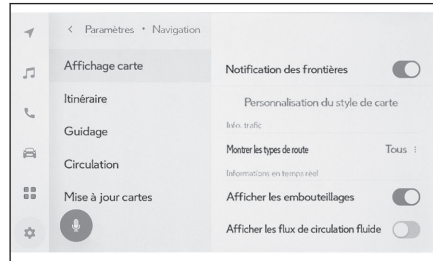 < Paramètres • Navigation
Affichage carte
Itinéraire
Guidage
Circulation
Mise à jour cartes
Notification des frontières
Personnalisation du style de carte
Info. trafic
Montrer les types de route
Tous
Informations en temps réel
Afficher les embouteillages
Afficher les flux de circulation fluide